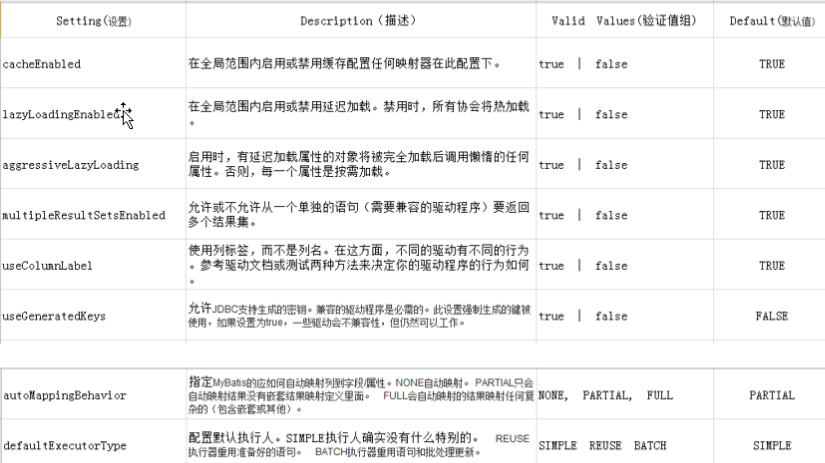 Setting(设置) Description(描述) Valid Values(验证值组) Default(默认值)
cacheEnabled 在全局范围内启用或禁用缓存配置任何映射器在此配置下。 true | false TRUE
lazyLoadingEnabled 在全局范围内启用或禁用延迟加载。禁用时，所有协会将热加载 true | false TRUE
。
aggressiveLazyLoading 启用时，有延迟加载属性的对象将被完全加载后调用懒惰的任何 true | false TRUE
属性。否则，每一个属性是按需加载。
multipleResultSetsEnabled 允许或不允许从一个单独的语句（需要兼容的驱动程序）要返回 true | false TRUE
多个结果集。
使用列标签，而不是列名。在这方面，不同的驱动有不同的行为
useColumnLabel 。参考驱动文档或测试两种方法来决定你的驱动程序的行为如何 true | false TRUE
。
useGeneratedKeys 允许JDBC支持生成的密钥。兼容的驱动程序是必需的。此设置强制生成的键被 true | false FALSE
使用，如果设置为true，一些驱动会不兼容性，但仍然可以工作。
指定MyBatis的应如何自动映射列到字段/属性。NONE自动映射。 PARTIAL只会
autoMappingBehavior 自动映射结果没有嵌套结果映射定义里面。 FULL会自动映射的结果映射任何复 NONE, PARTIAL, FULL PARTIAL
杂的（包含嵌套或其他）。
defaultExecutorType 配置默认执行人。SIMPLE执行人确实没有什么特别的。 REUSE SIMPLE REUSE BATCH SIMPLE
执行器重用准备好的语句。 BATCH执行器重用语句和批处理更新。